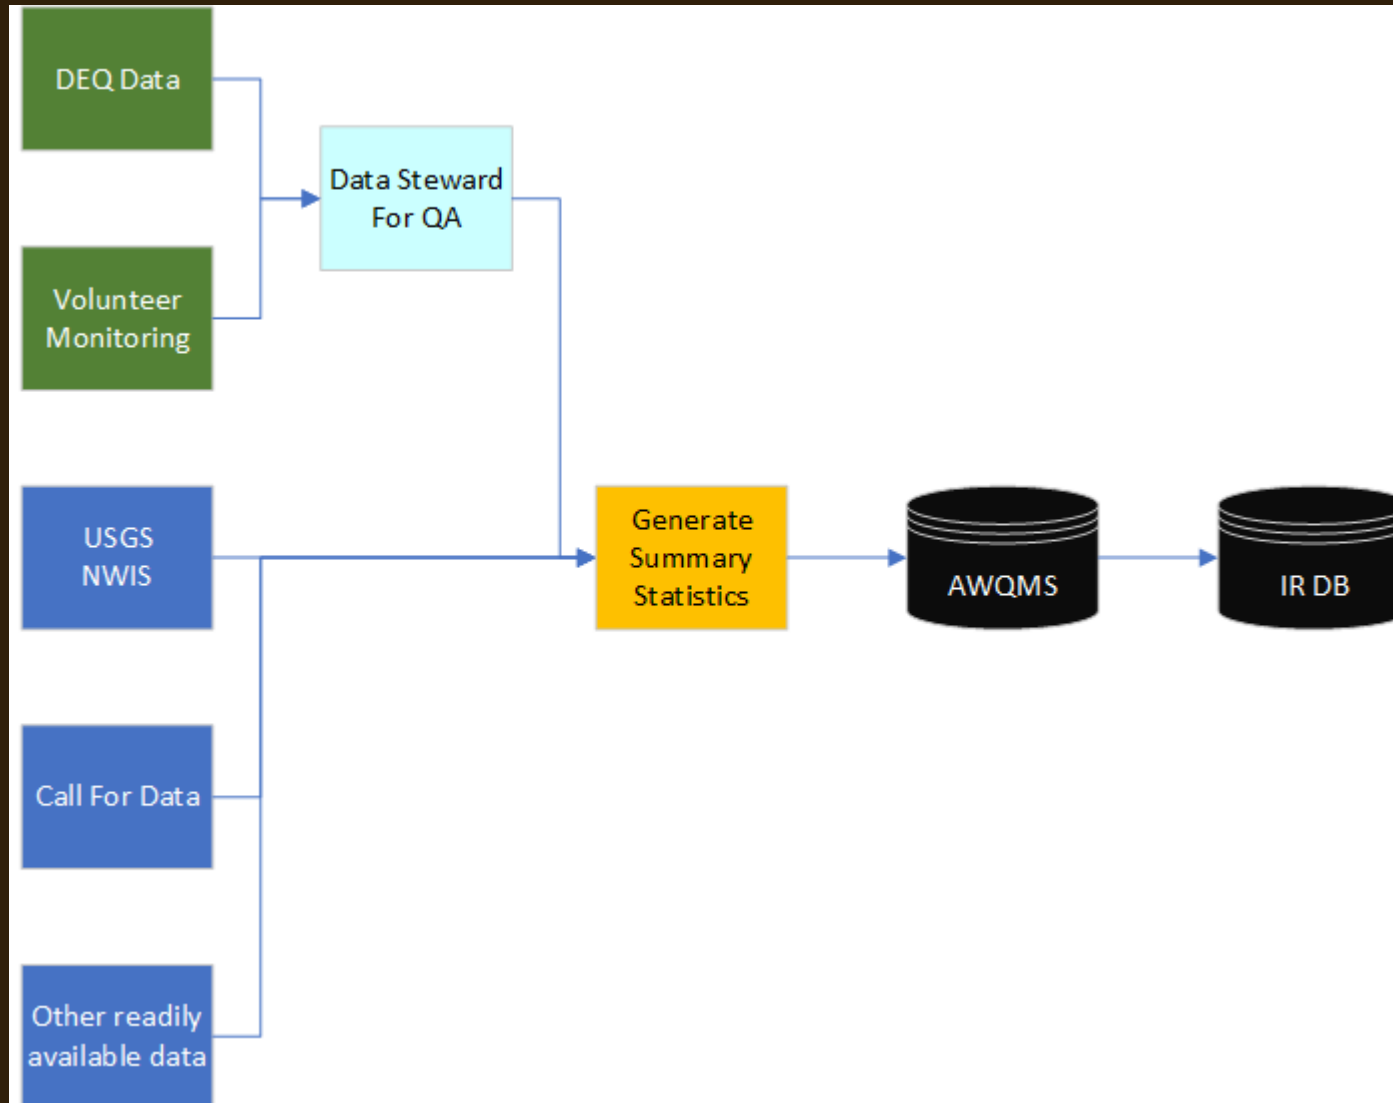 DEQ Data
Data Steward
For QA
Volunteer
Monitoring
USGS
NWIS
Generate
Summary
Statistics
AWQMS
IR DB
Call For Data
Other readily
available data